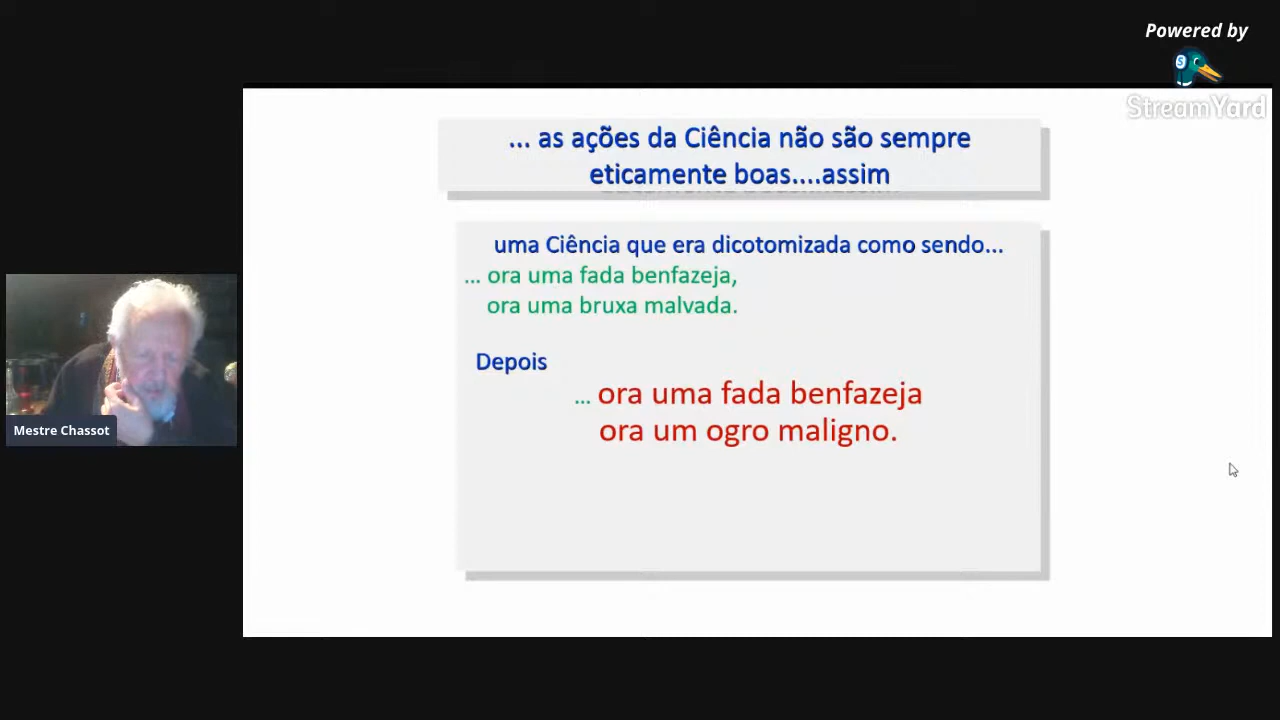 Powered by
StreamYard
... as ações da Ciência não são sempre
eticamente boas....assim
uma Ciência que era dicotomizada como sendo...
... ora uma fada benfazeja,
ora uma bruxa malvada.
Depois
... ora uma fada benfazeja
ora um ogro maligno.
Mestre Chassot